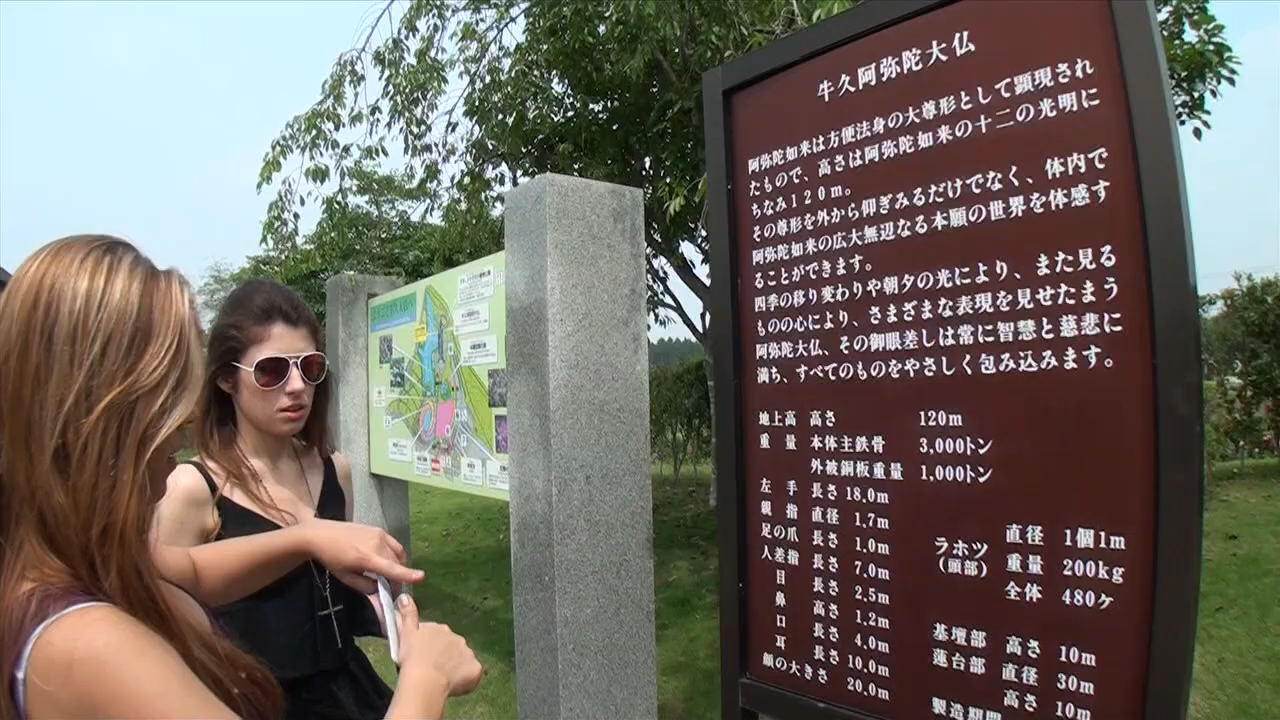 牛久阿弥陀大仏
阿弥陀如来は方便法身の大尊形として顕現され
たもので、高さは阿弥陀如来の十二の光明に
ちなみ120m。
その尊形を外から仰ぎみるだけでなく、体内で
阿弥陀如来の広大無辺なる本願の世界を体感す
ることができます。
四季の移り変わりや朝夕の光により、また見る
ものの心により、さまざまな表現を見せたまう
阿弥陀大仏、その御眼差しは常に智慧と慈悲に
満ち、すべてのものをやさしく包み込みます。
地上高 高さ 120m
重量 本体主鉄骨 3,000トン
外被銅板重量 1,000トン
左手 長さ 18.0m
親指 直径 1.7m
足の爪 長さ 1.0m
人差指 長さ 7.0m
目 長さ 2.5m
鼻 高さ 1.2m
口 長さ 4.0m
耳 長さ 10.0m
顔の大きさ 20.0m
ラホツ 直径 1個1m
(頭部) 重量 200kg
全体 480ケ
基壇部 高さ 10m
蓮台部 直径 30m
高さ 10m
製造期間